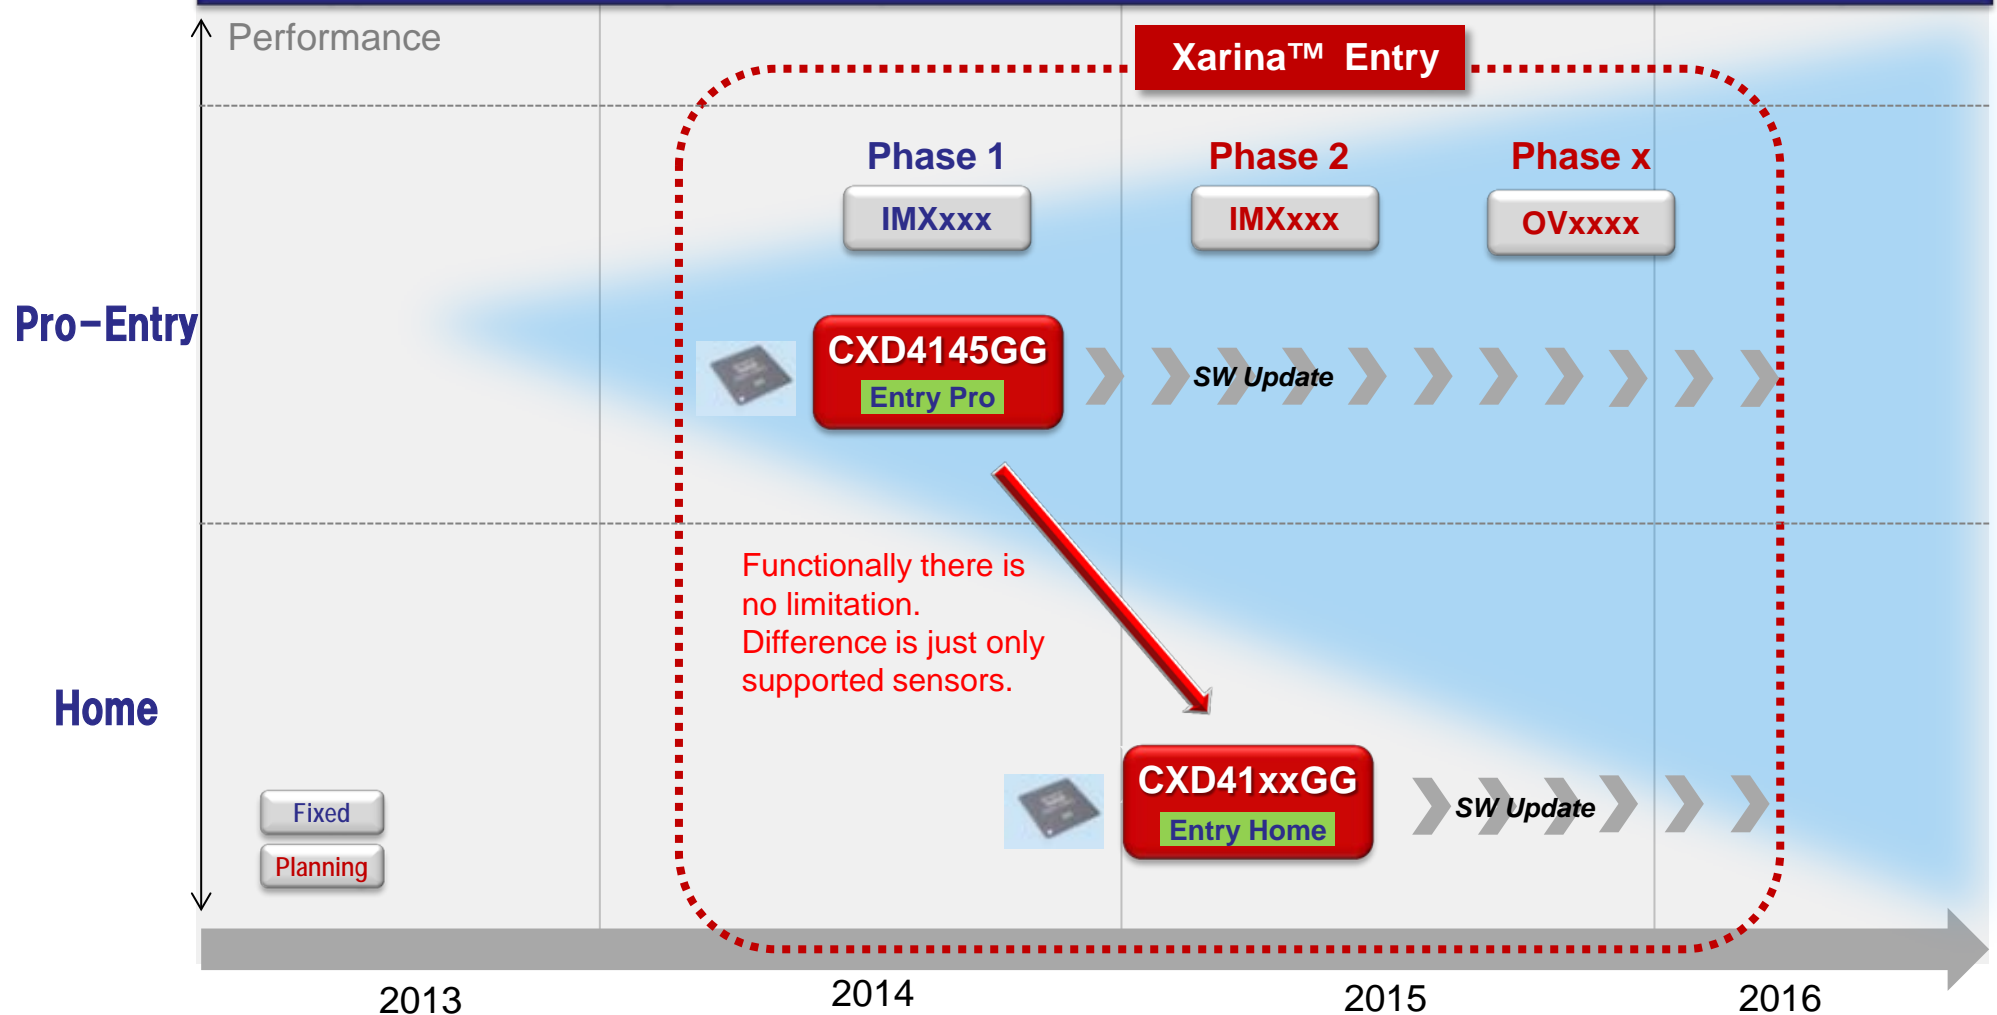 Performance
Xarina™ Entry
Phase 1
Phase 2
Phase x
IMXxxx
IMXxxx
OVxxxx
Pro-Entry
CXD4145GG
Entry Pro
SW Update
Functionally there is
no limitation.
Difference is just only
supported sensors.
Home
CXD41xxGG
Entry Home
SW Update
Fixed
Planning
2013
2014
2015
2016